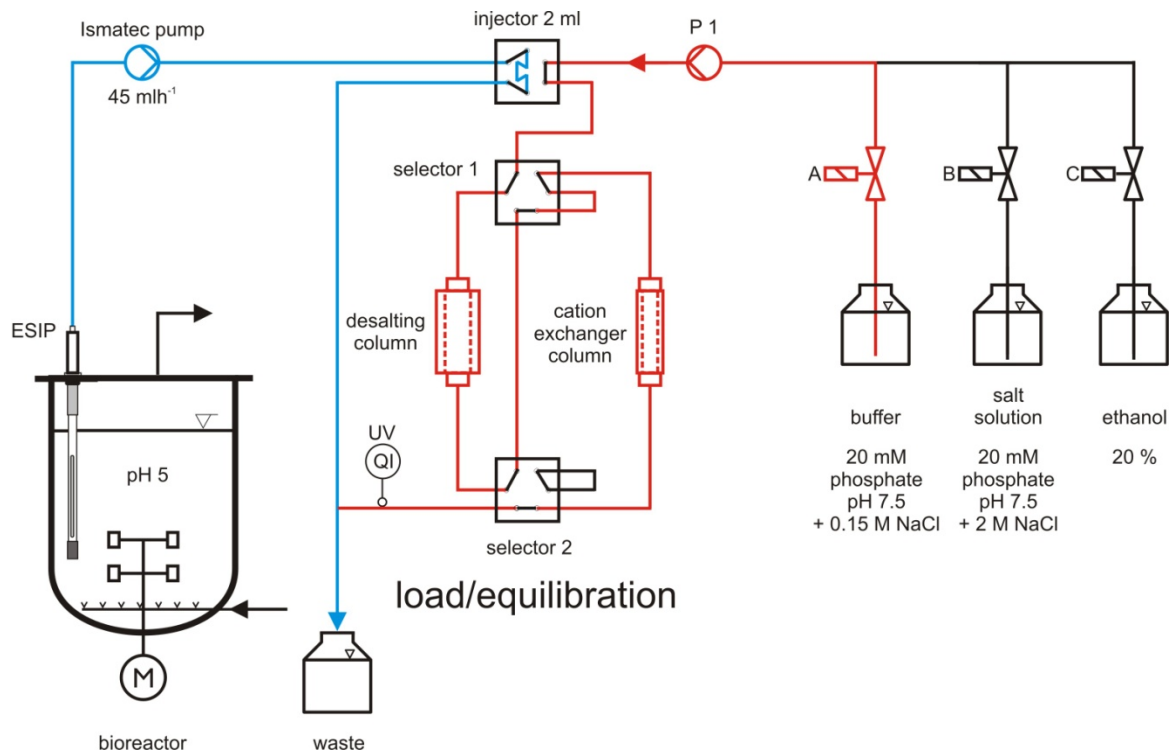 injector 2 ml
Ismatec pump
P 1
45 mlh⁻¹
selector 1
A
B
C
ESIP
desalting
column
cation
exchanger
column
UV
QI
pH 5
selector 2
load/equilibration
buffer
20 mM
phosphate
pH 7.5
+ 0.15 M NaCl
salt
solution
20 mM
phosphate
pH 7.5
+ 2 M NaCl
ethanol
20 %
M
bioreactor
waste